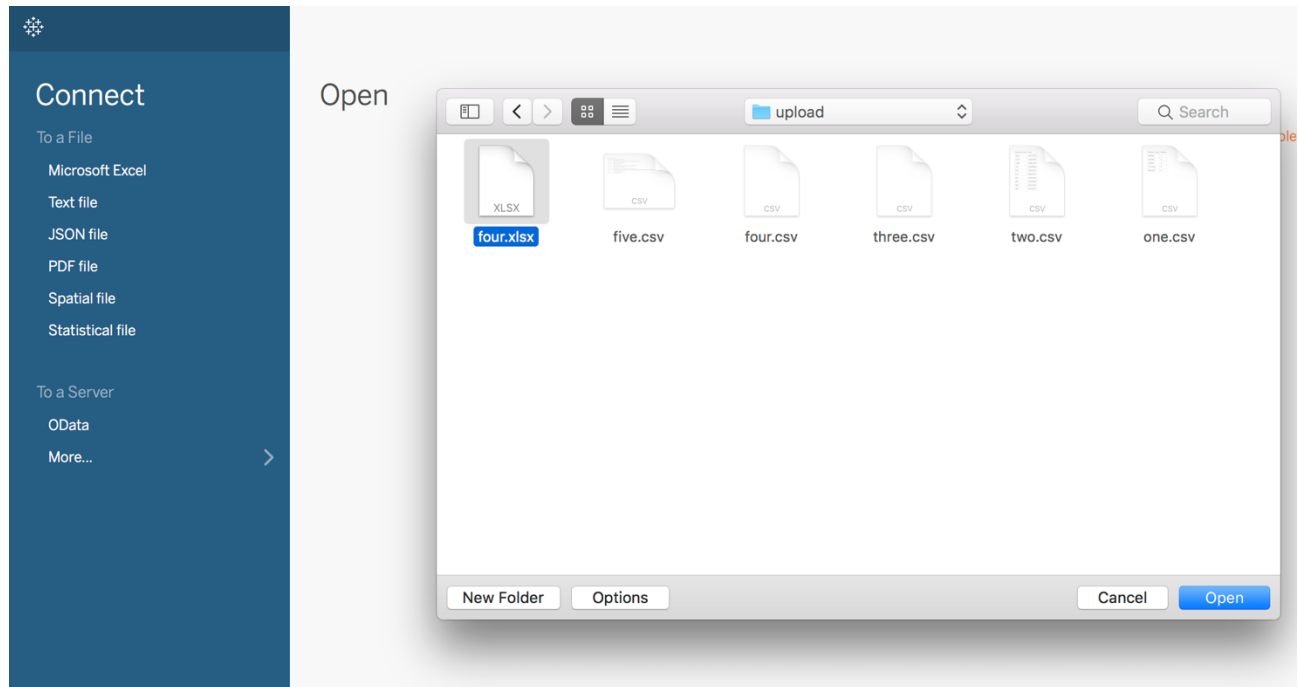 Connect
To a File
Microsoft Excel
Text file
JSON file
PDF file
Spatial file
Statistical file
To a Server
OData
More...
Open
upload
Search
XLSX
CSV
CSV
CSV
CSV
CSV
four.xlsx
five.csv
four.csv
three.csv
two.csv
one.csv
New Folder
Options
Cancel
Open